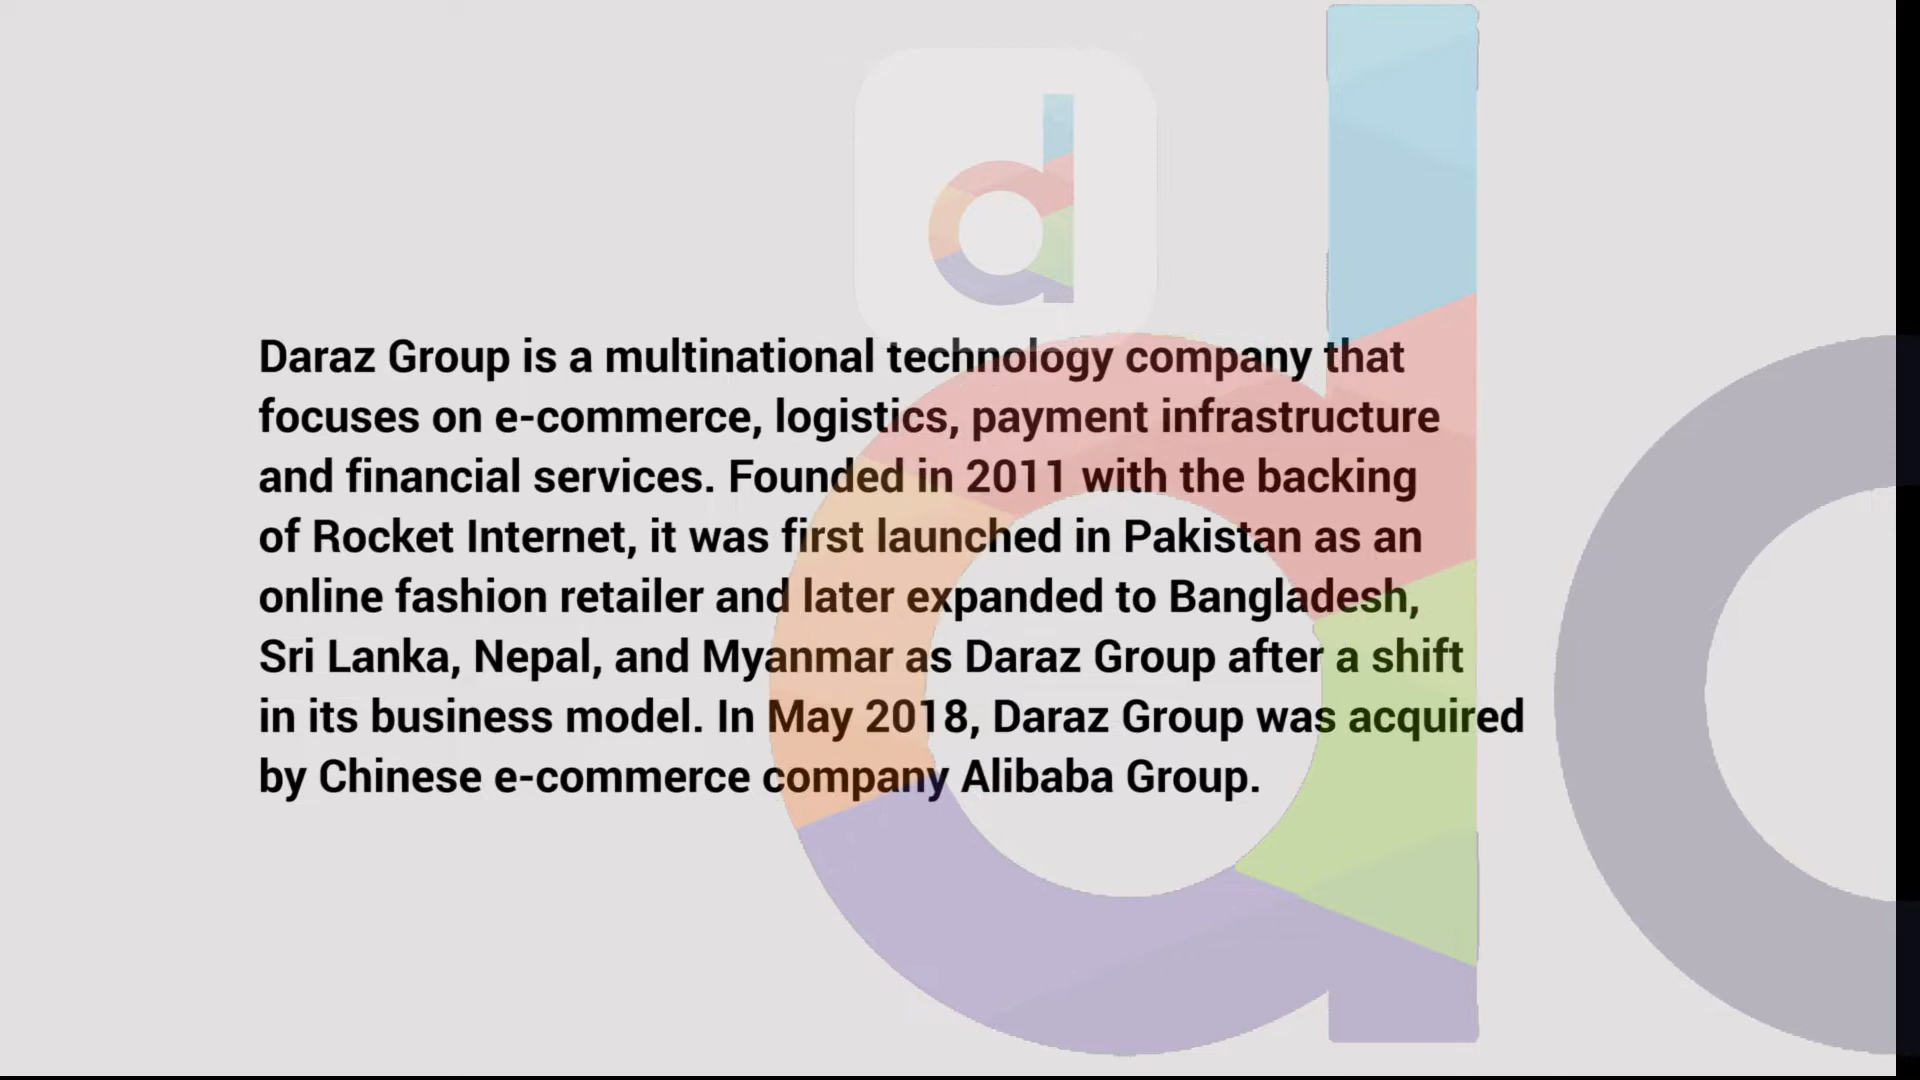 Daraz Group is a multinational technology company that
focuses on e-commerce, logistics, payment infrastructure
and financial services. Founded in 2011 with the backing
of Rocket Internet, it was first launched in Pakistan as an
online fashion retailer and later expanded to Bangladesh,
Sri Lanka, Nepal, and Myanmar as Daraz Group after a shift
in its business model. In May 2018, Daraz Group was acquired
by Chinese e-commerce company Alibaba Group.